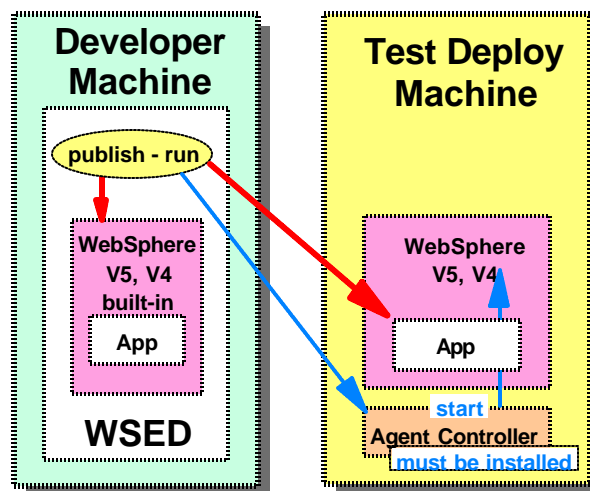 Developer
Machine
publish - run
WebSphere
V5, V4
built-in
App
WSED
Test Deploy
Machine
WebSphere
V5, V4
App
start
Agent Controller
must be installed